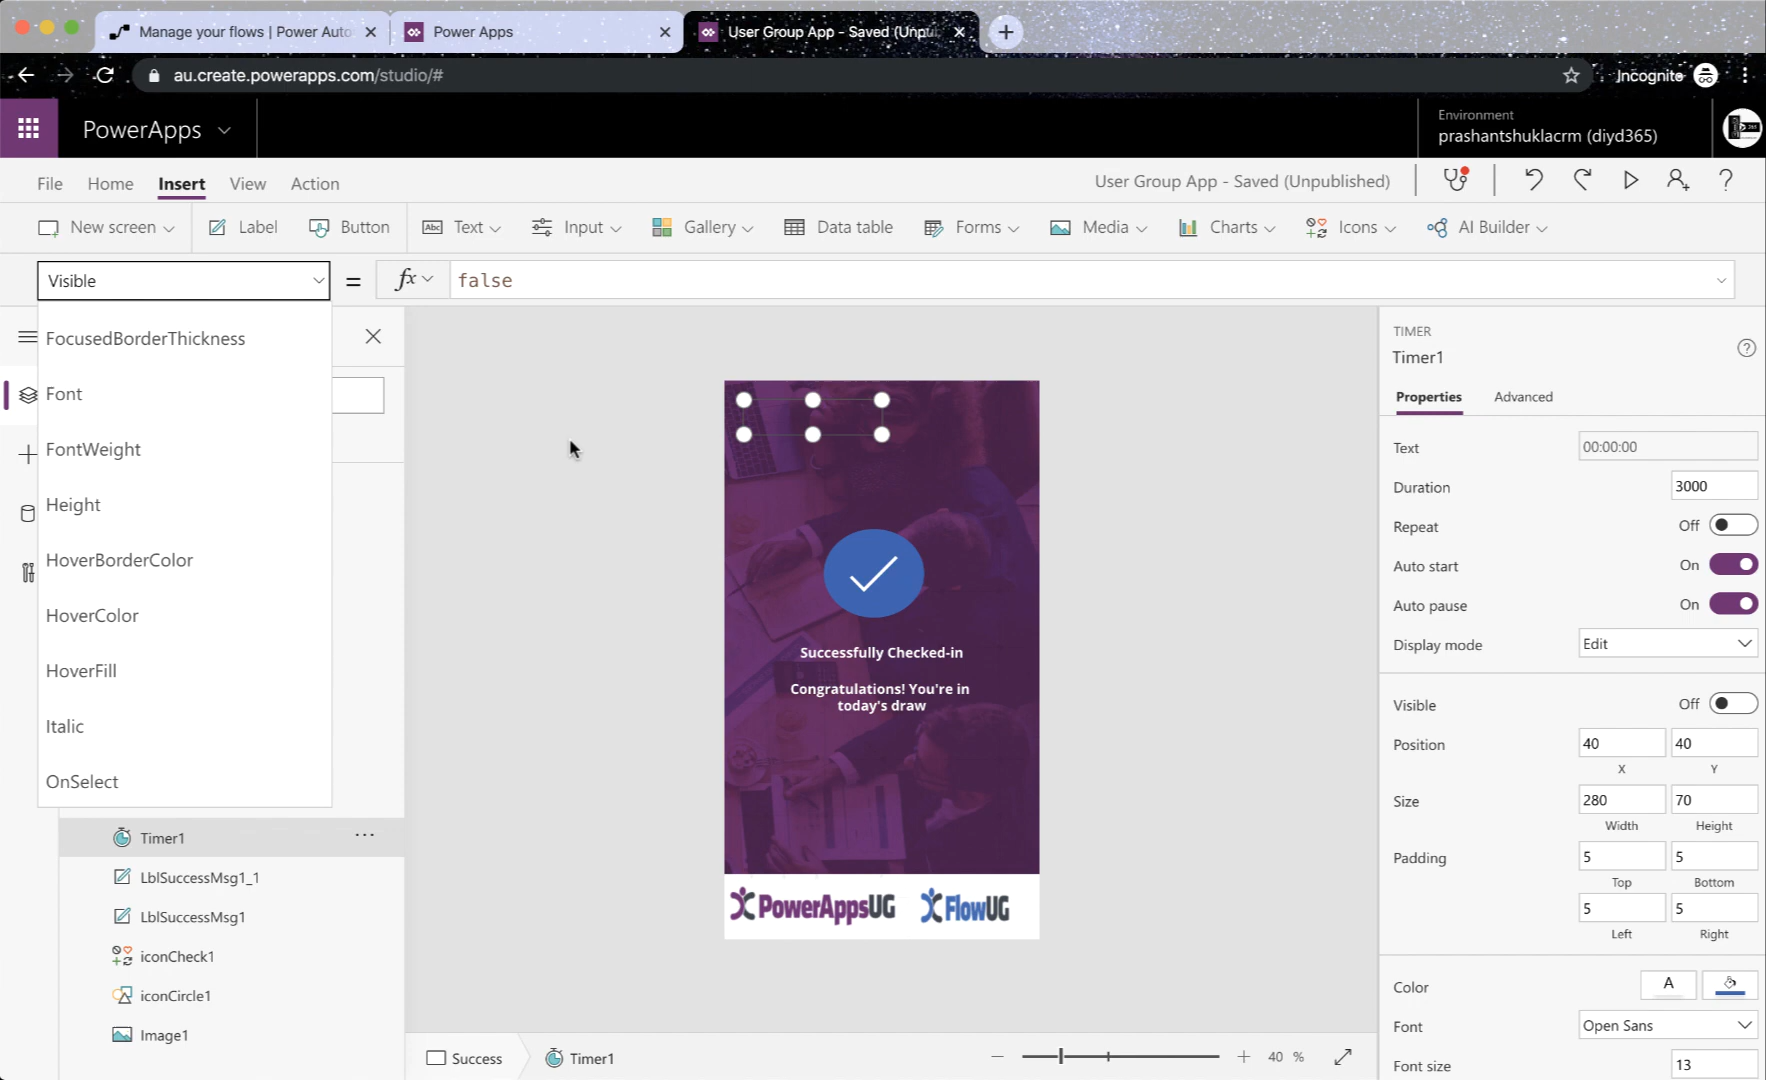 Manage your flows | Power Auto
Power Apps
User Group App - Saved (Unpu
au.create.powerapps.com/studio/#
Incognito
PowerApps
Environment
prashantshuklacrm (diyd365)
File Home Insert View Action
User Group App - Saved (Unpublished)
New screen Label Button Text Input Gallery Data table Forms Media Charts Icons AI Builder
Visible = fx false
FocusedBorderThickness
Font
FontWeight
Height
HoverBorderColor
HoverColor
HoverFill
Italic
OnSelect
Timer1
LblSuccessMsg1_1
LblSuccessMsg1
iconCheck1
iconCircle1
Image1
Successfully Checked-in
Congratulations! You're in
today's draw
PowerAppsUG FlowUG
Success Timer1
40 %
TIMER
Timer1
Properties Advanced
Text 00:00:00
Duration 3000
Repeat Off
Auto start On
Auto pause On
Display mode Edit
Visible Off
Position 40 40
X Y
Size 280 70
Width Height
Padding 5 5
Top Bottom
5 5
Left Right
Color A
Font Open Sans
Font size 13